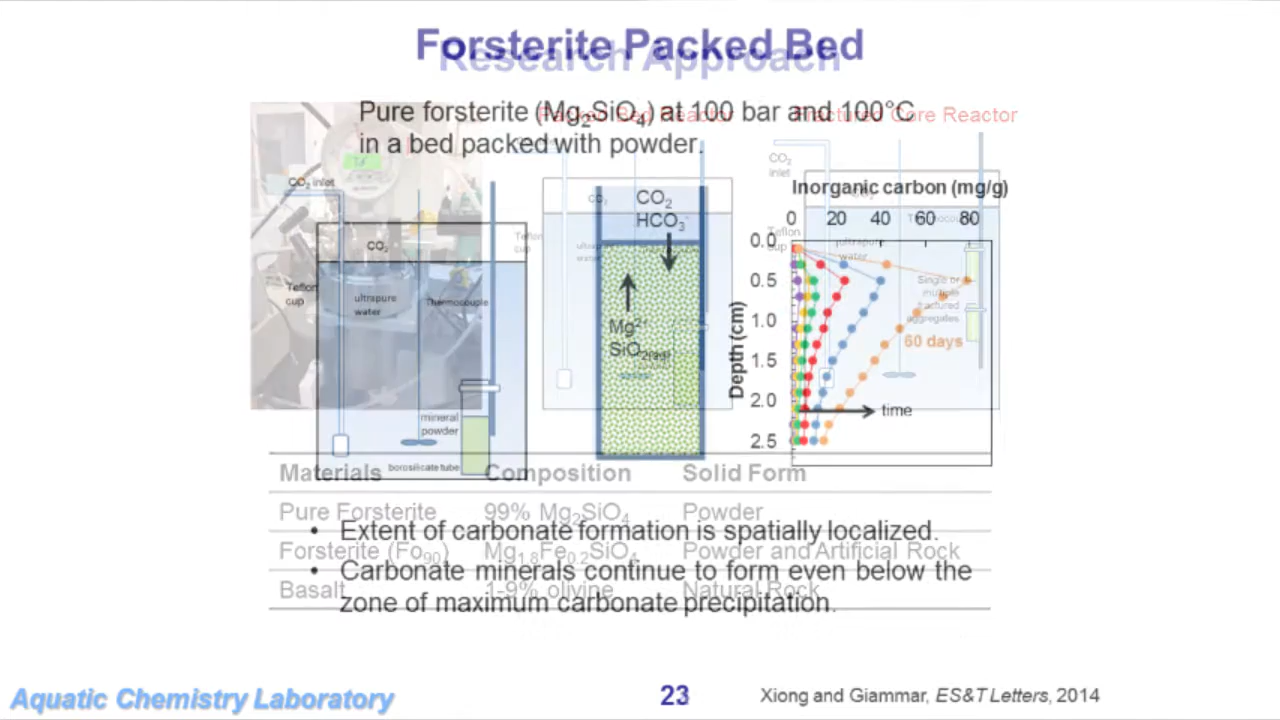 Forsterite Packed Bed
Research Approach
Pure forsterite (Mg₂SiO₄) at 100 bar and 100°C
in a bed packed with powder.
Packed Bed Reactor
Fractured Core Reactor
CO₂ inlet
CO₂
Teflon
cup
ultrapure
water
Thermocouple
mineral
powder
borosilicate tube
CO₂
HCO₃⁻
Mg²⁺
SiO₂(aq)
CO₂
inlet
Teflon
cup
ultrapure
water
Single or
multiple
fractured
aggregates
Inorganic carbon (mg/g)
0 20 40 60 80
Depth (cm)
0.0
0.5
1.0
1.5
2.0
2.5
60 days
time
Materials Composition Solid Form
Pure Forsterite 99% Mg₂SiO₄ Powder
Forsterite (Fo₉₀) Mg₁.₈Fe₀.₂SiO₄ Powder and Artificial Rock
Basalt 1-9% olivine Natural Rock
• Extent of carbonate formation is spatially localized.
• Carbonate minerals continue to form even below the
zone of maximum carbonate precipitation.
Aquatic Chemistry Laboratory
23
Xiong and Giammar, ES&T Letters, 2014